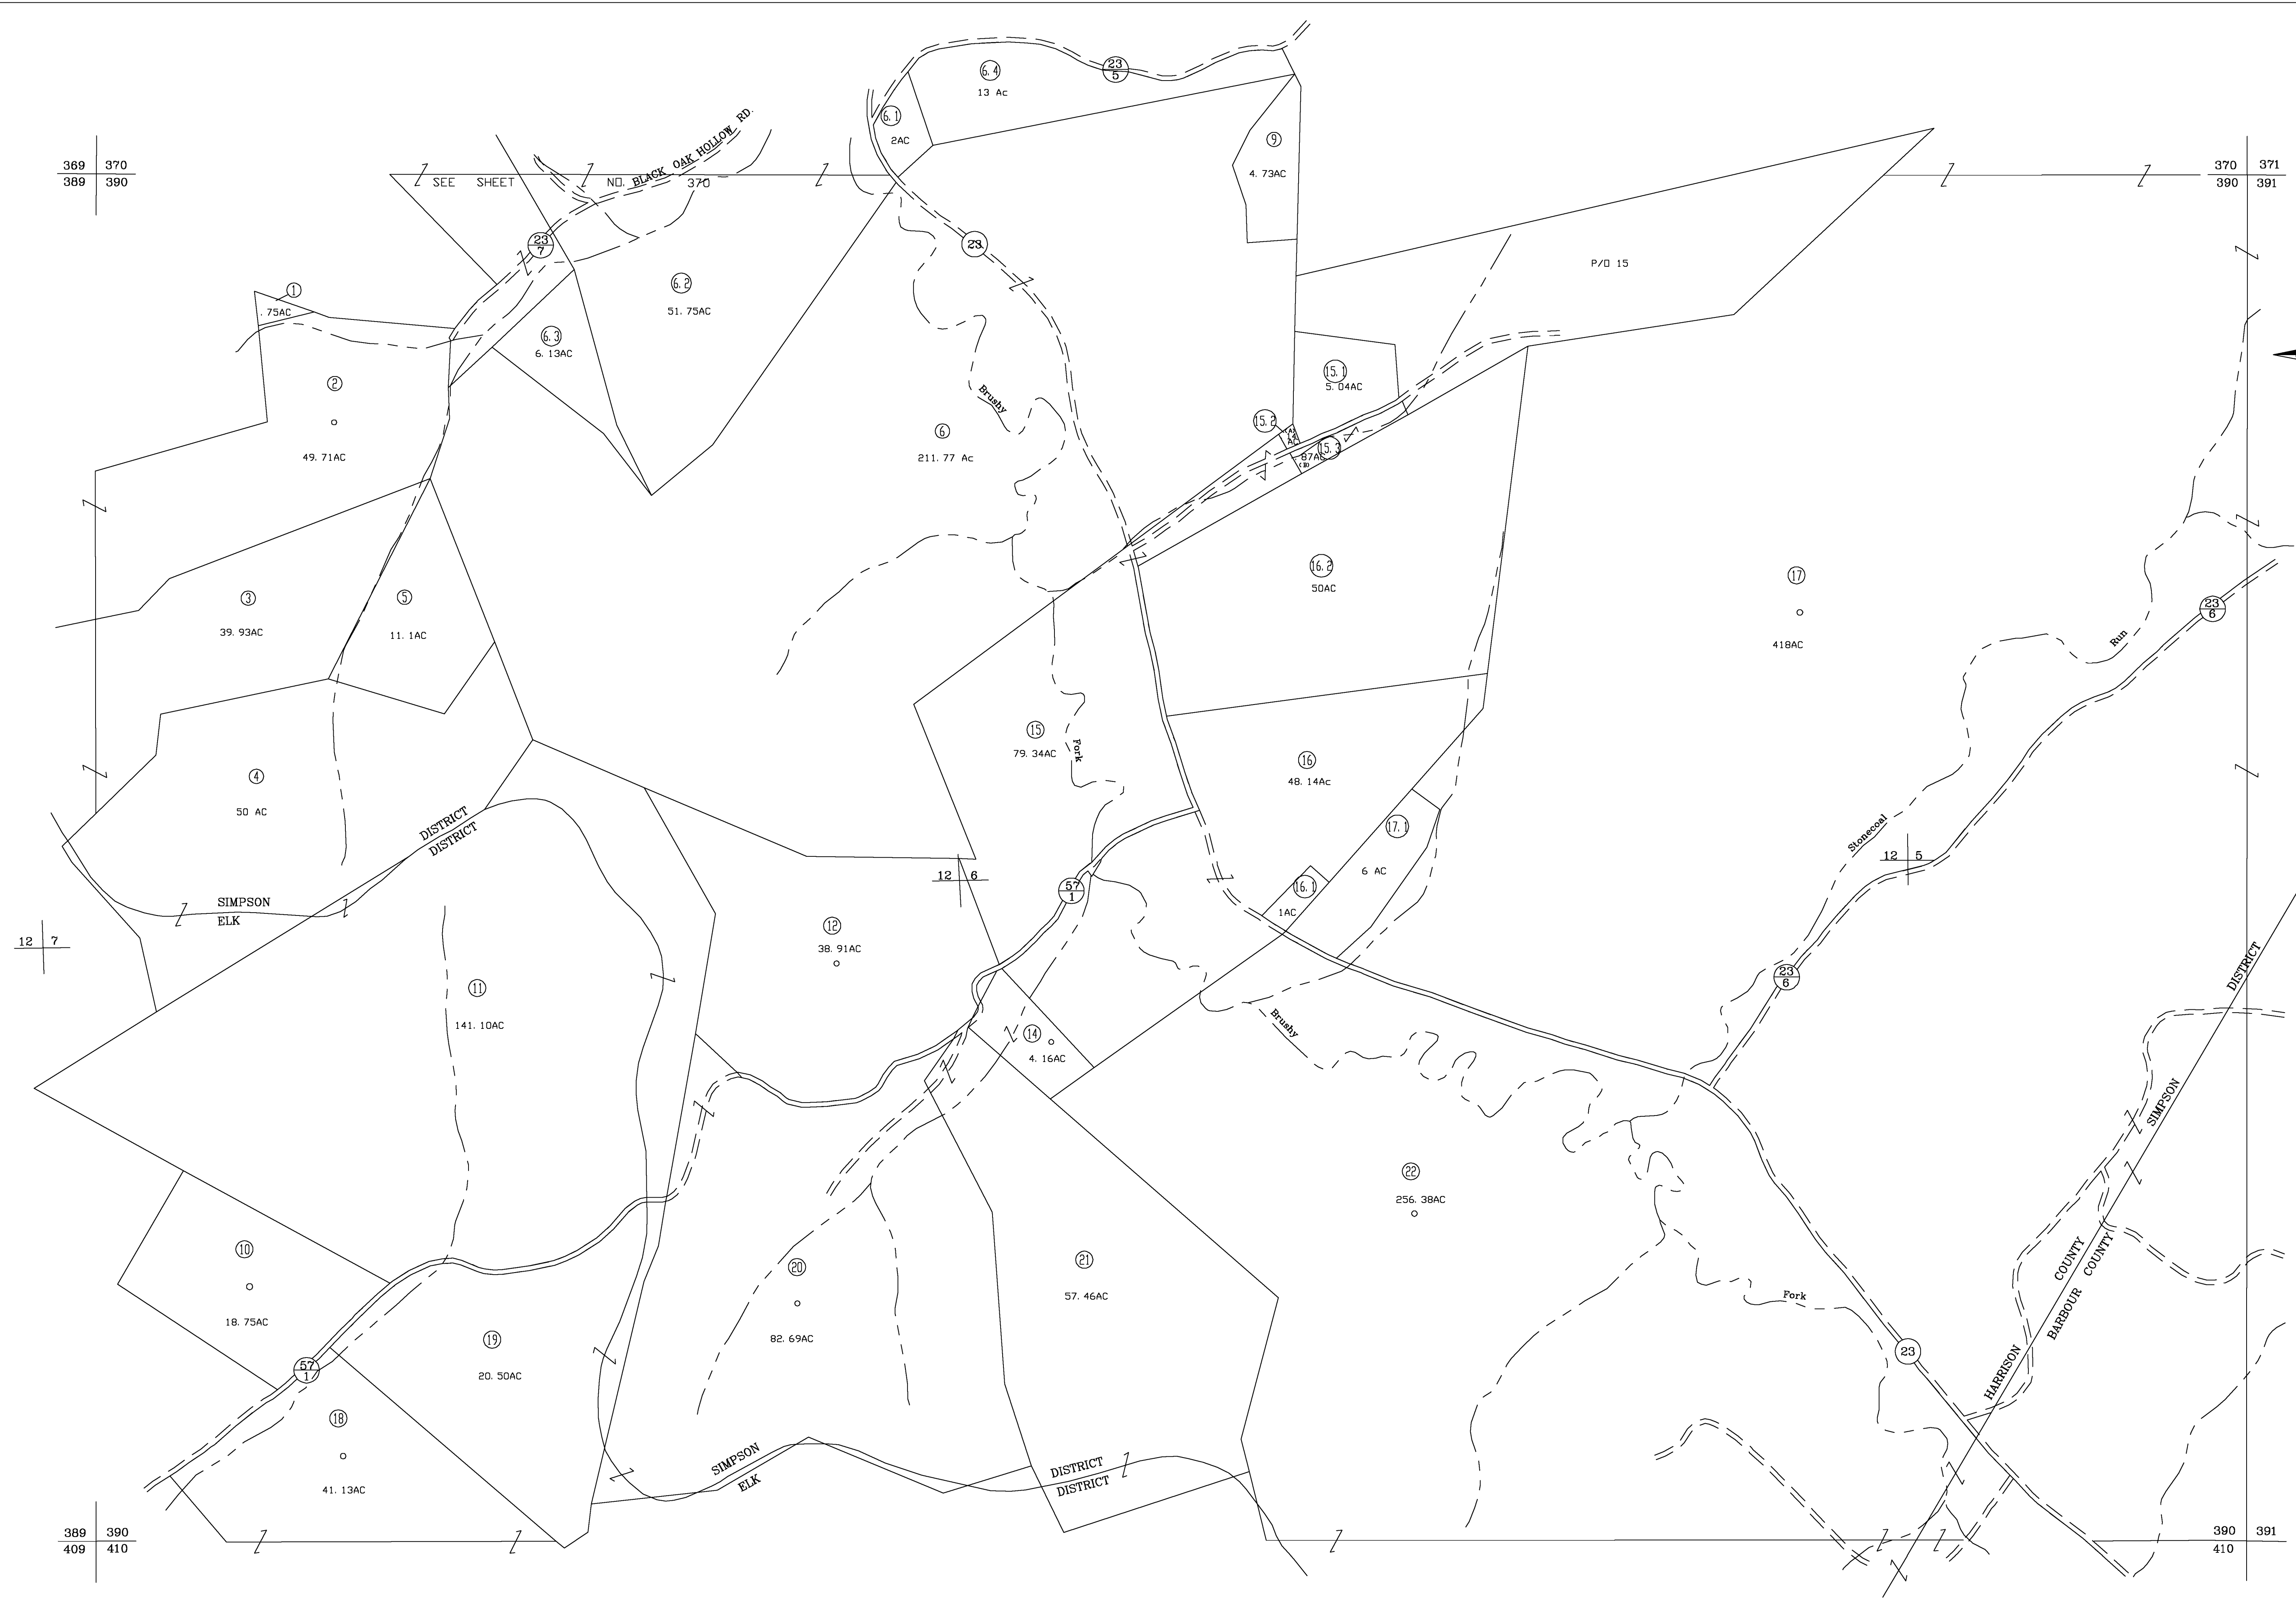 6.4
23
5
13 Ac
6.1
2AC
BLACK OAK HOLLOW RD.
9
4.73AC
369 370
389 390
370 371
390 391
SEE SHEET NO. 370
23
7
23
P/O 15
6.2
51.75AC
1
.75AC
6.3
6.13AC
2
49.71AC
15.1
5.04AC
Brushy
6
211.77 Ac
15.2
15.3
87AC
16.2
50AC
17
418AC
23
6
3
39.93AC
5
11.1AC
Run
15
79.34AC
Fork
16
48.14Ac
4
50 AC
DISTRICT
DISTRICT
17.1
6 AC
Stonecoal
12 5
12 6
57
1
16.1
1AC
SIMPSON
ELK
12 7
12
38.91AC
23
6
DISTRICT
11
141.10AC
14
4.16AC
Brushy
SIMPSON
22
256.38AC
10
18.75AC
20
82.69AC
21
57.46AC
COUNTY
COUNTY
Fork
BARBOUR
HARRISON
23
19
20.50AC
57
1
18
41.13AC
SIMPSON
ELK
DISTRICT
DISTRICT
389 390
409 410
390 391
410